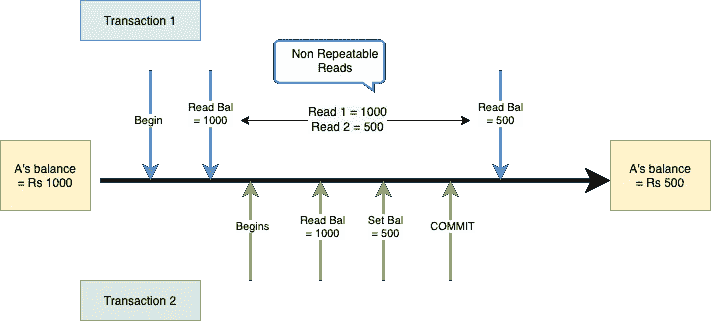 Transaction 1
Non Repeatable
Reads
Begin
Read Bal
= 1000
Read 1 = 1000
Read 2 = 500
Read Bal
= 500
A's balance
= Rs 1000
A's balance
= Rs 500
Begins
Read Bal
= 1000
Set Bal
= 500
COMMIT
Transaction 2